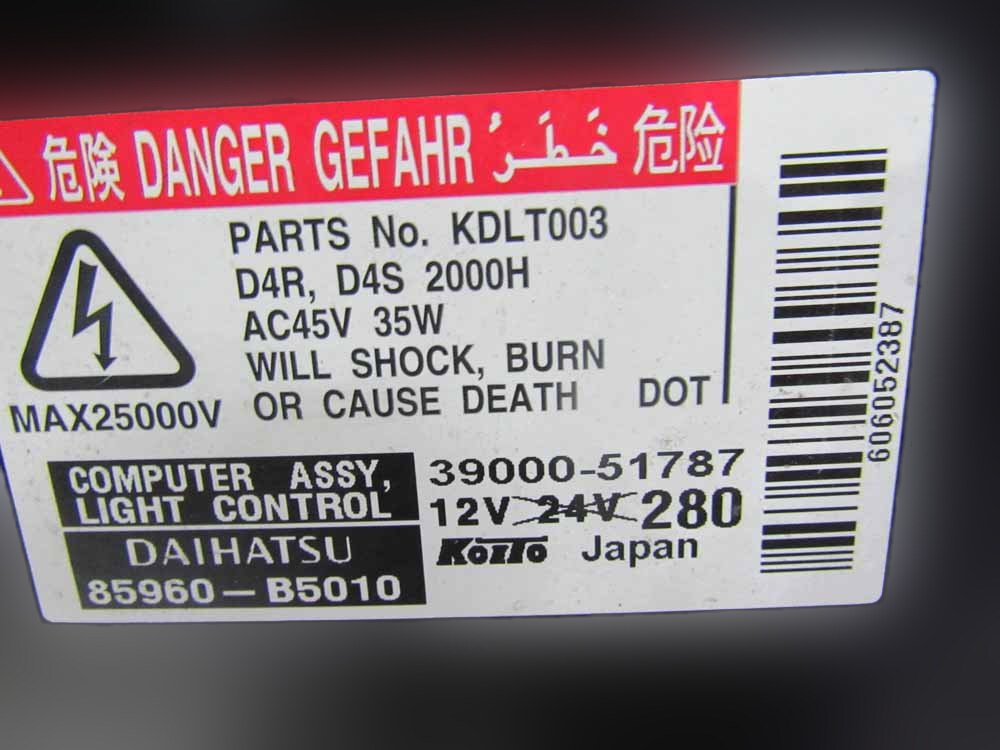 危険 DANGER GEFAHR خَطَرُ 危险
PARTS No. KDLT003
D4R, D4S 2000H
AC45V 35W
WILL SHOCK, BURN
OR CAUSE DEATH DOT
MAX25000V
COMPUTER ASSY,
LIGHT CONTROL
DAIHATSU
85960-B5010
39000-51787
12V 24V 280
KOITO Japan
606052387